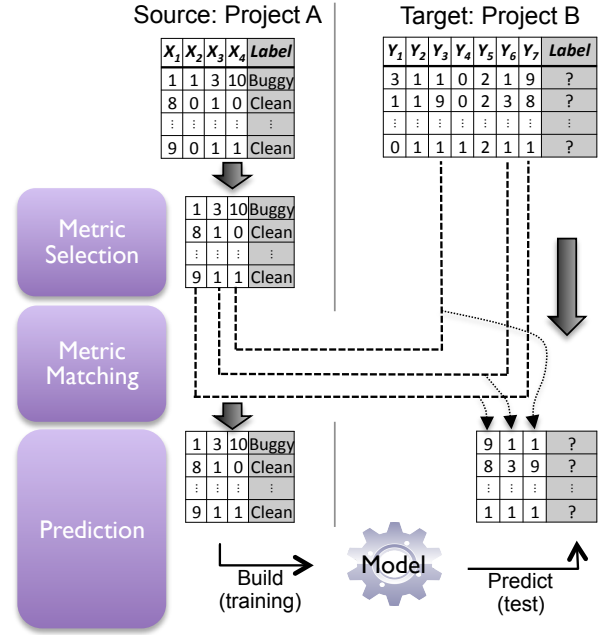 Source: Project A
Target: Project B
X1 X2 X3 X4 Label
1 1 3 10 Buggy
8 0 1 0 Clean
⋮ ⋮ ⋮ ⋮ ⋮
9 0 1 1 Clean
Y1 Y2 Y3 Y4 Y5 Y6 Y7 Label
3 1 1 0 2 1 9 ?
1 1 9 0 2 3 8 ?
⋮ ⋮ ⋮ ⋮ ⋮ ⋮ ⋮ ⋮
0 1 1 1 2 1 1 ?
Metric
Selection
1 3 10 Buggy
8 1 0 Clean
⋮ ⋮ ⋮ ⋮
9 1 1 Clean
Metric
Matching
Prediction
1 3 10 Buggy
8 1 0 Clean
⋮ ⋮ ⋮ ⋮
9 1 1 Clean
9 1 1 ?
8 3 9 ?
⋮ ⋮ ⋮ ⋮
1 1 1 ?
Build
(training)
Model
Predict
(test)